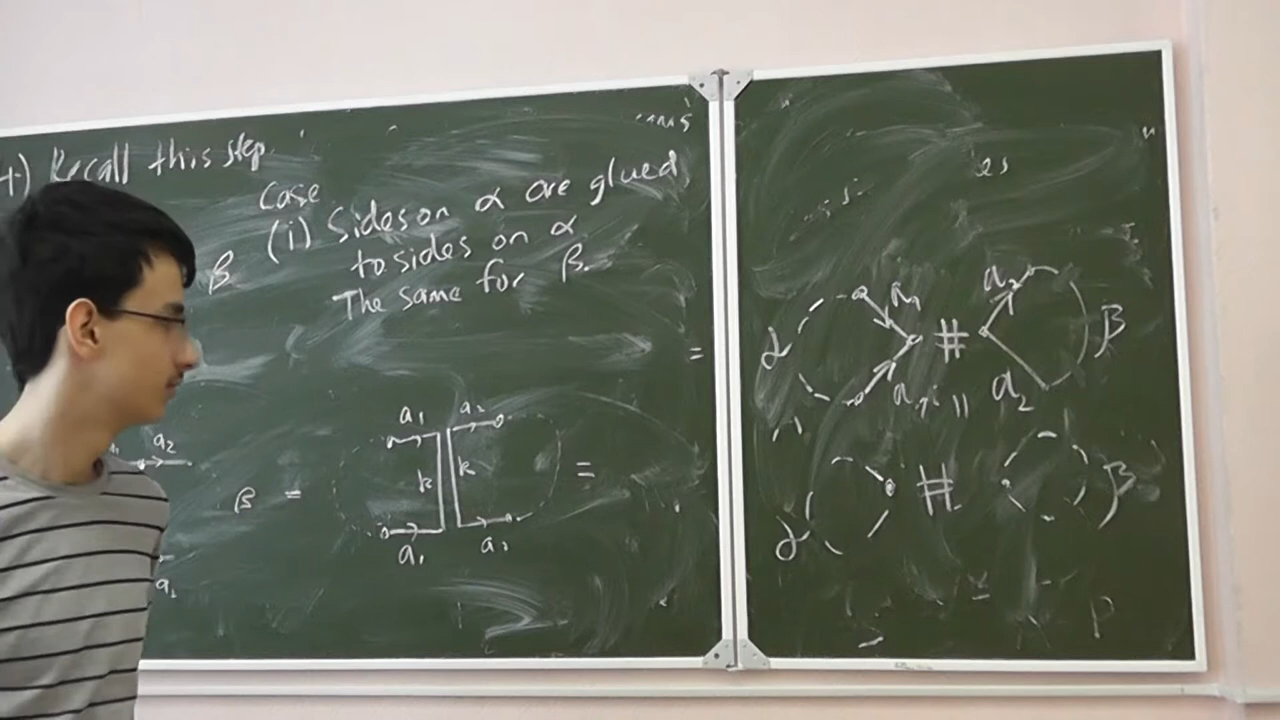 4) Recall this step
Case
(i) Sides on α are glued
to sides on α
The same for β.
β
a₂
a₁
β =
a₁ a₂
k k
a₁ a₂
=
= α a₁ # a₂ β
a₁ || a₂
α # β